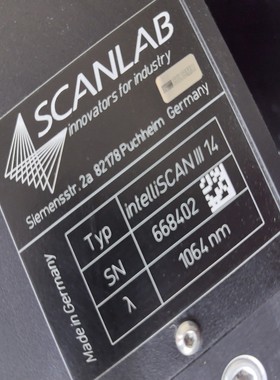 SCANLAB
innovators for industry
Siemensstr. 2a 82178 Puchheim Germany
Typ intelliSCAN III 14
SN 668402
λ 1064 nm
Made in Germany